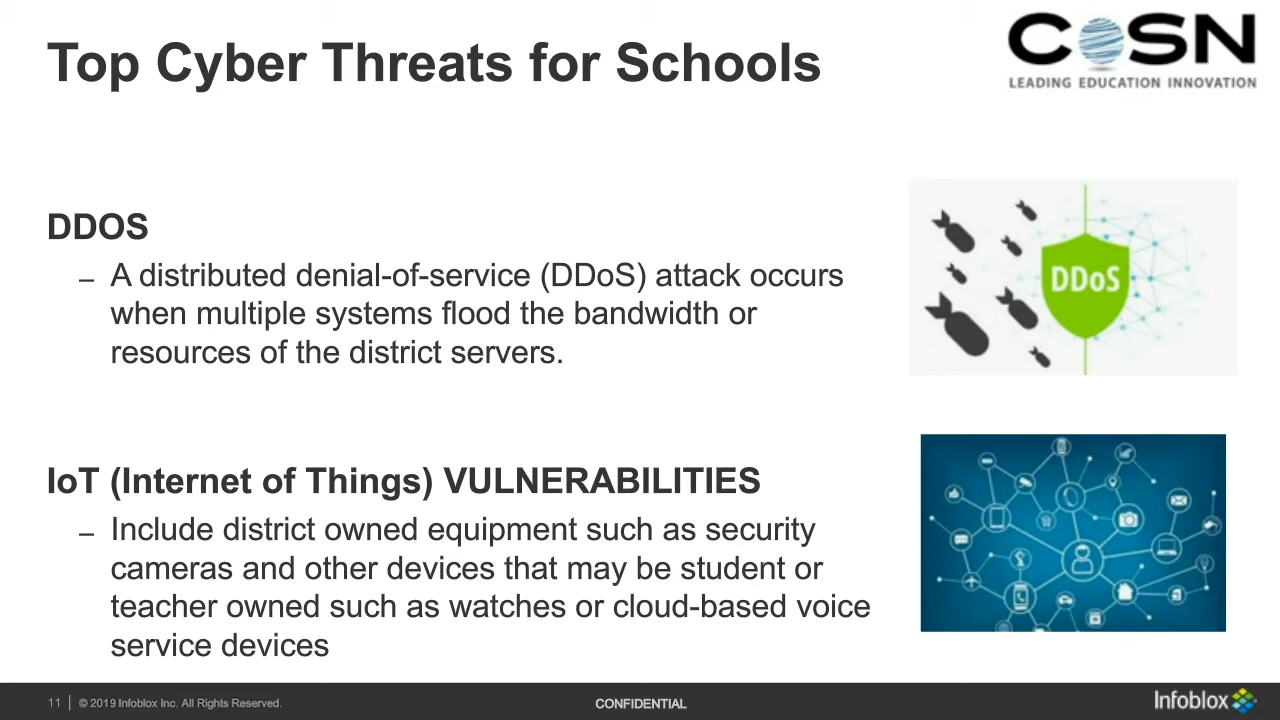 Top Cyber Threats for Schools
COSN
LEADING EDUCATION INNOVATION
DDOS
– A distributed denial-of-service (DDoS) attack occurs
when multiple systems flood the bandwidth or
resources of the district servers.
DDoS
IoT (Internet of Things) VULNERABILITIES
– Include district owned equipment such as security
cameras and other devices that may be student or
teacher owned such as watches or cloud-based voice
service devices
11 | © 2019 Infoblox Inc. All Rights Reserved.
CONFIDENTIAL
Infoblox